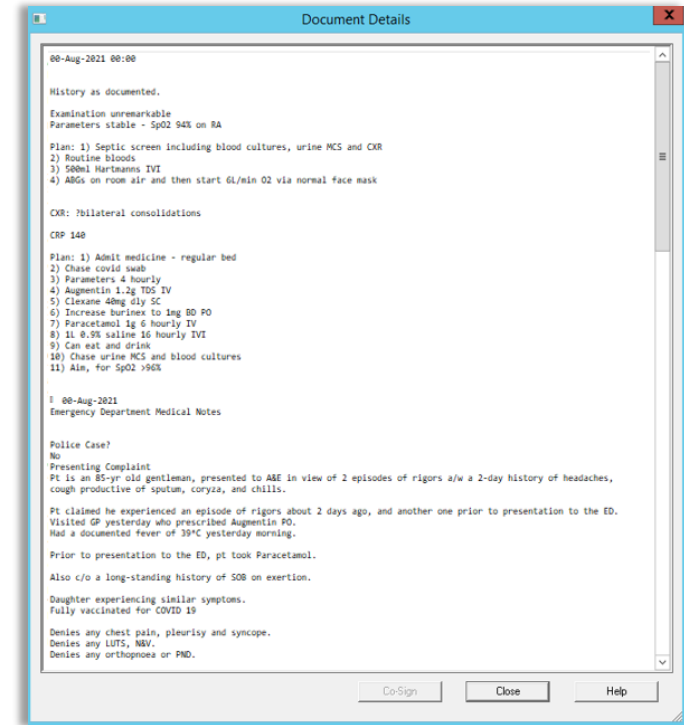 Document Details
X
00-Aug-2021 00:00
History as documented.
Examination unremarkable
Parameters stable - SpO2 94% on RA
Plan: 1) Septic screen including blood cultures, urine MCS and CXR
2) Routine bloods
3) 500ml Hartmanns IVI
4) ABGs on room air and then start 6L/min O2 via normal face mask
CXR: ?bilateral consolidations
CRP 140
Plan: 1) Admit medicine - regular bed
2) Chase covid swab
3) Parameters 4 hourly
4) Augmentin 1.2g TDS IV
5) Clexane 40mg dly SC
6) Increase burinex to 1mg BD PO
7) Paracetamol 1g 6 hourly IV
8) 1L 0.9% saline 16 hourly IVI
9) Can eat and drink
10) Chase urine MCS and blood cultures
11) Aim, for SpO2 >96%
00-Aug-2021
Emergency Department Medical Notes
Police Case?
No
Presenting Complaint
Pt is an 85-yr old gentleman, presented to A&E in view of 2 episodes of rigors a/w a 2-day history of headaches,
cough productive of sputum, coryza, and chills.
Pt claimed he experienced an episode of rigors about 2 days ago, and another one prior to presentation to the ED.
Visited GP yesterday who prescribed Augmentin PO.
Had a documented fever of 39°C yesterday morning.
Prior to presentation to the ED, pt took Paracetamol.
Also c/o a long-standing history of SOB on exertion.
Daughter experiencing similar symptoms.
Fully vaccinated for COVID 19
Denies any chest pain, pleurisy and syncope.
Denies any LUTS, N&V.
Denies any orthopnoea or PND.
Co-Sign
Close
Help